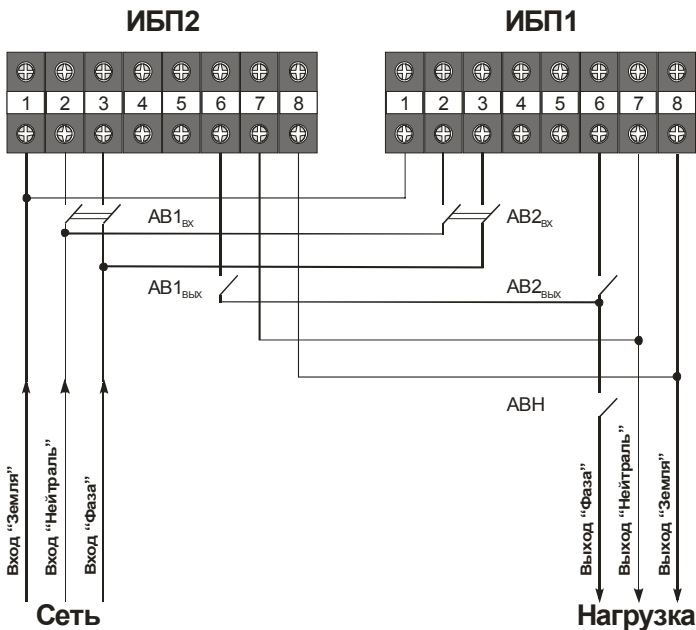 ИБП2 ИБП1
1 2 3 4 5 6 7 8 1 2 3 4 5 6 7 8
АВ1вх АВ2вх
АВ1вых АВ2вых
АВН
Вход “Земля”
Вход “Нейтраль”
Вход “Фаза”
Выход “Фаза”
Выход “Нейтраль”
Выход “Земля”
Сеть Нагрузка